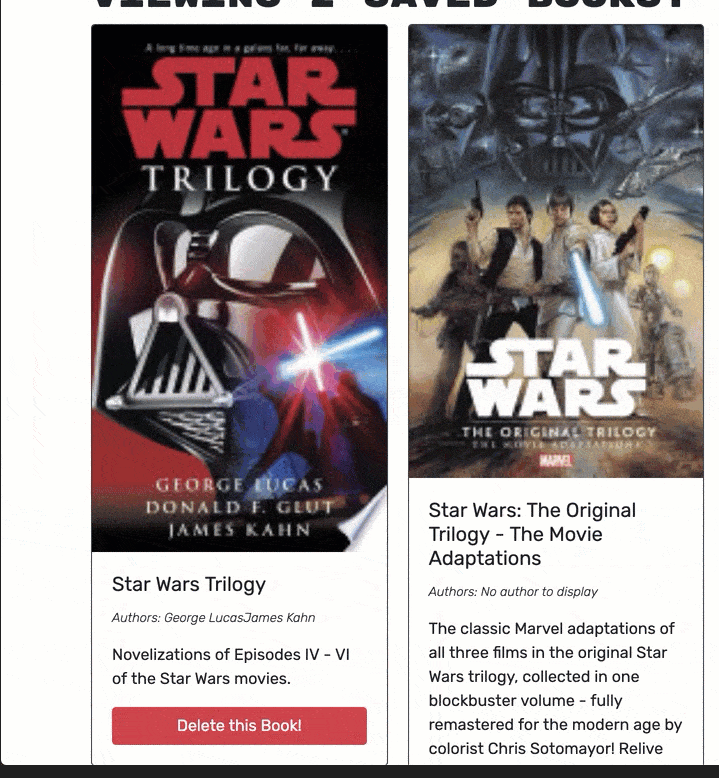 VIEWING 2 SAVED BOOKS:
A long time ago in a galaxy far, far away. . . .
STAR
WARS
TRILOGY
GEORGE LUCAS
DONALD F. GLUT
JAMES KAHN
Star Wars Trilogy
Authors: George LucasJames Kahn
Novelizations of Episodes IV - VI
of the Star Wars movies.
Delete this Book!
STAR
WARS
THE ORIGINAL TRILOGY
THE MOVIE ADAPTATIONS
MARVEL
Star Wars: The Original
Trilogy - The Movie
Adaptations
Authors: No author to display
The classic Marvel adaptations of
all three films in the original Star
Wars trilogy, collected in one
blockbuster volume - fully
remastered for the modern age by
colorist Chris Sotomayor! Relive